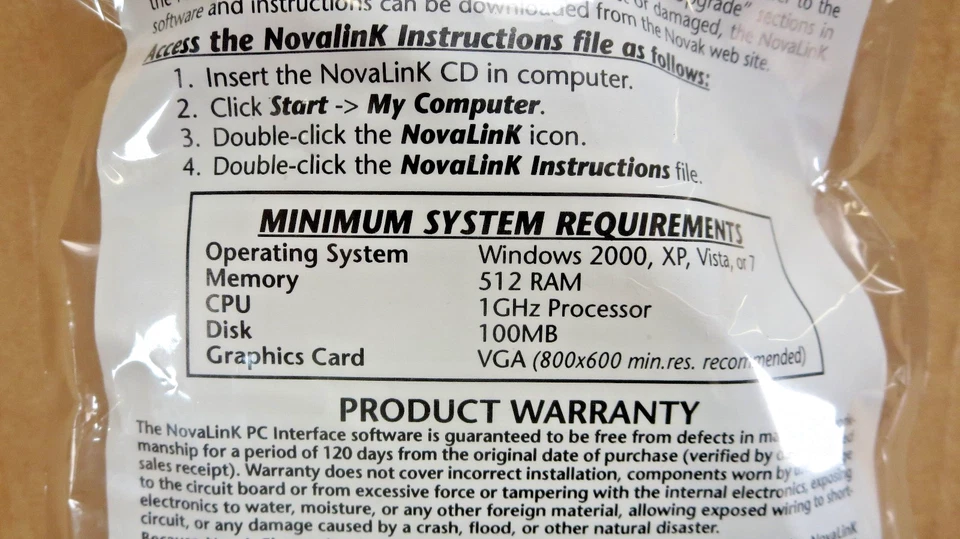 software and instructions can be downloaded from the Novak web site.
Access the NovalinK Instructions file as follows:
1. Insert the NovaLinK CD in computer.
2. Click Start -> My Computer.
3. Double-click the NovaLinK icon.
4. Double-click the NovaLinK Instructions file.
MINIMUM SYSTEM REQUIREMENTS
Operating System Windows 2000, XP, Vista, or 7
Memory 512 RAM
CPU 1GHz Processor
Disk 100MB
Graphics Card VGA (800x600 min.res. recommended)
PRODUCT WARRANTY
The NovaLinK PC Interface software is guaranteed to be free from defects in
manship for a period of 120 days from the original date of purchase (verified by
sales receipt). Warranty does not cover incorrect installation, components worn by
to the circuit board or from excessive force or tampering with the internal electronics, exposing
electronics to water, moisture, or any other foreign material, allowing exposed wiring to short-
circuit, or any damage caused by a crash, flood, or other natural disaster.